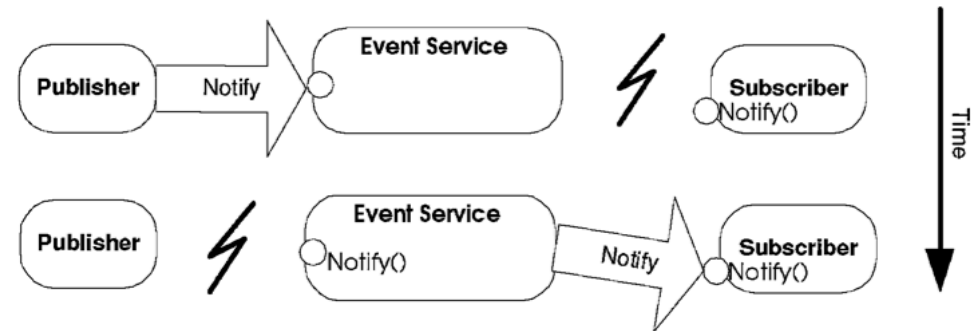 Event Service
Publisher
Notify
Subscriber
Notify()
Time
Event Service
Publisher
Notify()
Notify
Subscriber
Notify()